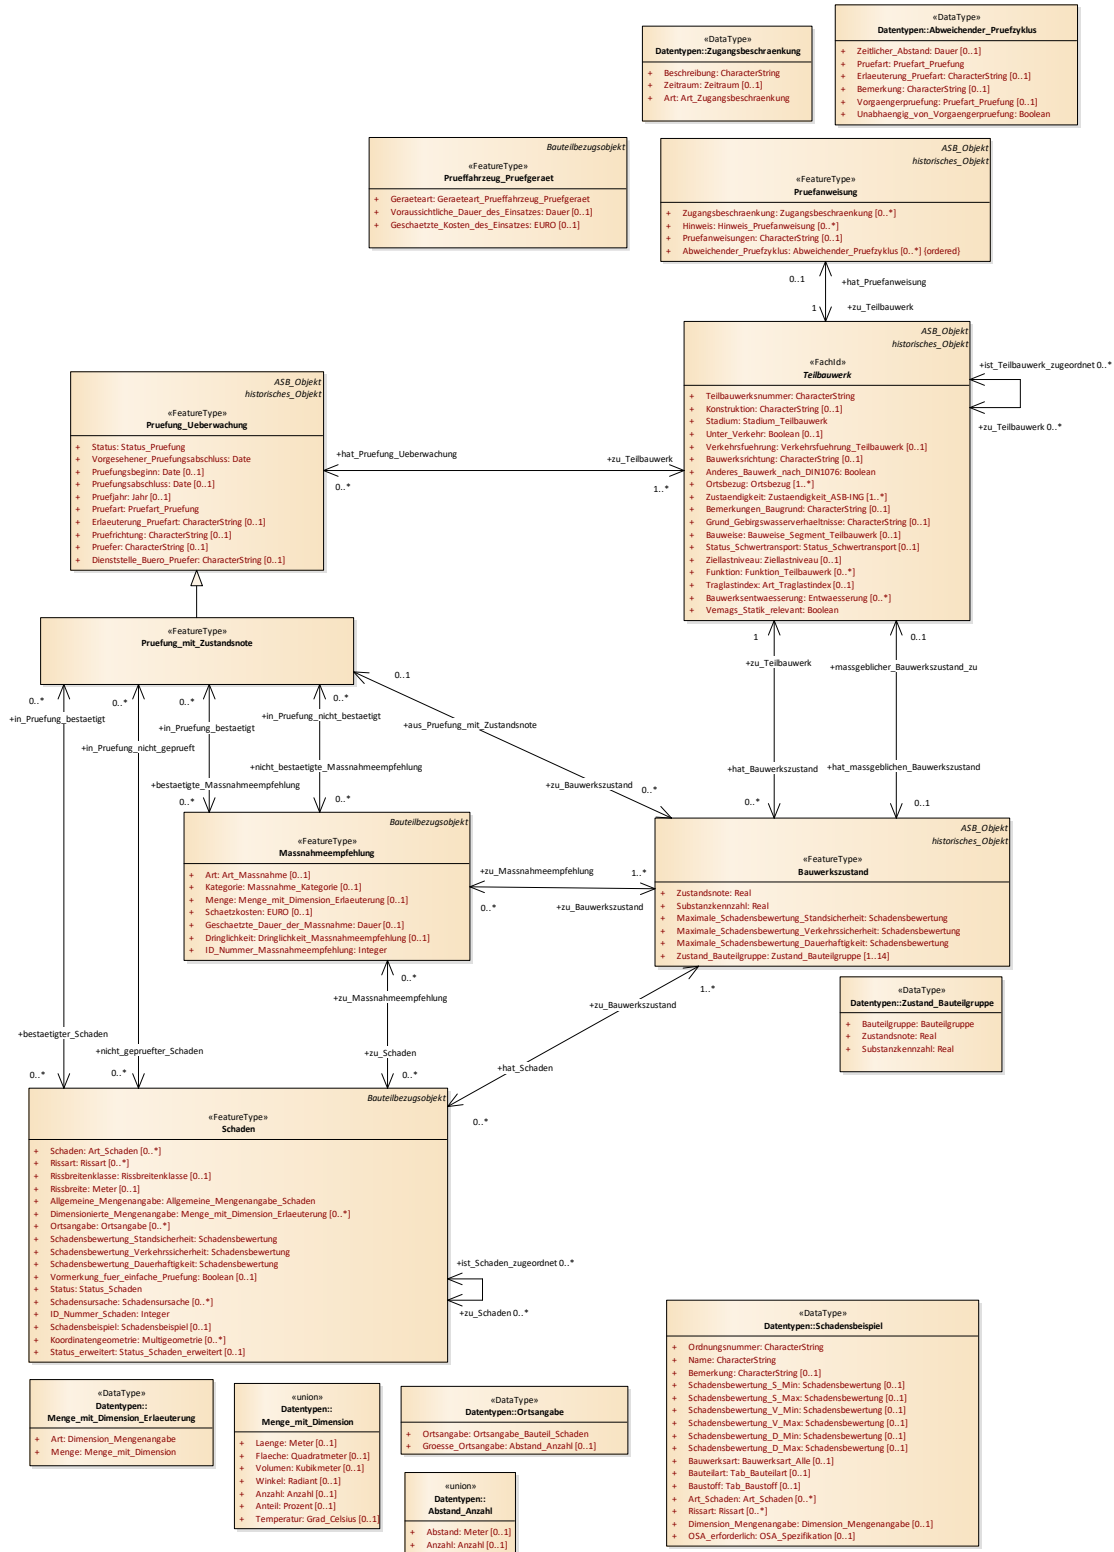 «DataType»
Datentypen::Zugangsbeschraenkung
+ Beschreibung: CharacterString
+ Zeitraum: Zeitraum [0..1]
+ Art: Art_Zugangsbeschraenkung
«DataType»
Datentypen::Abweichender_Pruefzyklus
+ Zeitlicher_Abstand: Dauer [0..1]
+ Pruefart: Pruefart_Pruefung
+ Erlaeuterung_Pruefart: CharacterString [0..1]
+ Bemerkung: CharacterString [0..1]
+ Vorgaengerpruefung: Pruefart_Pruefung [0..1]
+ Unabhaengig_von_Vorgaengerpruefung: Boolean
Bauteilbezugsobjekt
«FeatureType»
Prueffahrzeug_Pruefgeraet
+ Geraeteart: Geraeteart_Prueffahrzeug_Pruefgeraet
+ Voraussichtliche_Dauer_des_Einsatzes: Dauer [0..1]
+ Geschaetzte_Kosten_des_Einsatzes: EURO [0..1]
ASB_Objekt
historisches_Objekt
«FeatureType»
Pruefanweisung
+ Zugangsbeschraenkung: Zugangsbeschraenkung [0..*]
+ Hinweis: Hinweis_Pruefanweisung [0..*]
+ Pruefanweisungen: CharacterString [0..1]
+ Abweichender_Pruefzyklus: Abweichender_Pruefzyklus [0..*] {ordered}
0..1
+hat_Pruefanweisung
1
+zu_Teilbauwerk
ASB_Objekt
historisches_Objekt
«FachId»
Teilbauwerk
+ Teilbauwerksnummer: CharacterString
+ Konstruktion: CharacterString [0..1]
+ Stadium: Stadium_Teilbauwerk
+ Unter_Verkehr: Boolean [0..1]
+ Verkehrsfuehrung: Verkehrsfuehrung_Teilbauwerk [0..1]
+ Bauwerksrichtung: CharacterString [0..1]
+ Anderes_Bauwerk_nach_DIN1076: Boolean
+ Ortsbezug: Ortsbezug [1..*]
+ Zustaendigkeit: Zustaendigkeit_ASB-ING [1..*]
+ Bemerkungen_Baugrund: CharacterString [0..1]
+ Grund_Gebirgswasserverhaeltnisse: CharacterString [0..1]
+ Bauweise: Bauweise_Segment_Teilbauwerk [0..1]
+ Status_Schwertransport: Status_Schwertransport [0..1]
+ Ziellastniveau: Ziellastniveau [0..1]
+ Funktion: Funktion_Teilbauwerk [0..*]
+ Traglastindex: Art_Traglastindex [0..1]
+ Bauwerksentwaesserung: Entwaesserung [0..*]
+ Vemags_Statik_relevant: Boolean
+ist_Teilbauwerk_zugeordnet 0..*
+zu_Teilbauwerk 0..*
ASB_Objekt
historisches_Objekt
«FeatureType»
Pruefung_Ueberwachung
+ Status: Status_Pruefung
+ Vorgesehener_Pruefungsabschluss: Date
+ Pruefungsbeginn: Date [0..1]
+ Pruefungsabschluss: Date [0..1]
+ Pruefjahr: Jahr [0..1]
+ Pruefart: Pruefart_Pruefung
+ Erlaeuterung_Pruefart: CharacterString [0..1]
+ Pruefrichtung: CharacterString [0..1]
+ Pruefer: CharacterString [0..1]
+ Dienststelle_Buero_Pruefer: CharacterString [0..1]
+hat_Pruefung_Ueberwachung
0..*
+zu_Teilbauwerk
1..*
«FeatureType»
Pruefung_mit_Zustandsnote
0..*
+in_Pruefung_bestaetigt
0..*
+in_Pruefung_nicht_geprueft
0..*
+in_Pruefung_bestaetigt
0..*
+in_Pruefung_nicht_bestaetigt
0..1
+aus_Pruefung_mit_Zustandsnote
1
+zu_Teilbauwerk
0..1
+massgeblicher_Bauwerkszustand_zu
+nicht_bestaetigte_Massnahmeempfehlung
0..*
+bestaetigte_Massnahmeempfehlung
0..*
+zu_Bauwerkszustand
0..*
+hat_Bauwerkszustand
0..*
+hat_massgeblichen_Bauwerkszustand
0..1
Bauteilbezugsobjekt
«FeatureType»
Massnahmeempfehlung
+ Art: Art_Massnahme [0..1]
+ Kategorie: Massnahme_Kategorie [0..1]
+ Menge: Menge_mit_Dimension_Erlaeuterung [0..1]
+ Schaetzkosten: EURO [0..1]
+ Geschaetzte_Dauer_der_Massnahme: Dauer [0..1]
+ Dringlichkeit: Dringlichkeit_Massnahmeempfehlung [0..1]
+ ID_Nummer_Massnahmeempfehlung: Integer
+zu_Massnahmeempfehlung
0..*
1..*
+zu_Bauwerkszustand
ASB_Objekt
historisches_Objekt
«FeatureType»
Bauwerkszustand
+ Zustandsnote: Real
+ Substanzkennzahl: Real
+ Maximale_Schadensbewertung_Standsicherheit: Schadensbewertung
+ Maximale_Schadensbewertung_Verkehrssicherheit: Schadensbewertung
+ Maximale_Schadensbewertung_Dauerhaftigkeit: Schadensbewertung
+ Zustand_Bauteilgruppe: Zustand_Bauteilgruppe [1..14]
«DataType»
Datentypen::Zustand_Bauteilgruppe
+ Bauteilgruppe: Bauteilgruppe
+ Zustandsnote: Real
+ Substanzkennzahl: Real
0..*
+zu_Massnahmeempfehlung
+zu_Schaden
0..*
1..*
+zu_Bauwerkszustand
+hat_Schaden
0..*
+bestaetigter_Schaden
0..*
+nicht_gepruefter_Schaden
0..*
Bauteilbezugsobjekt
«FeatureType»
Schaden
+ Schaden: Art_Schaden [0..*]
+ Rissart: Rissart [0..*]
+ Rissbreitenklasse: Rissbreitenklasse [0..1]
+ Rissbreite: Meter [0..1]
+ Allgemeine_Mengenangabe: Allgemeine_Mengenangabe_Schaden
+ Dimensionierte_Mengenangabe: Menge_mit_Dimension_Erlaeuterung [0..*]
+ Ortsangabe: Ortsangabe [0..*]
+ Schadensbewertung_Standsicherheit: Schadensbewertung
+ Schadensbewertung_Verkehrssicherheit: Schadensbewertung
+ Schadensbewertung_Dauerhaftigkeit: Schadensbewertung
+ Vormerkung_fuer_einfache_Pruefung: Boolean [0..1]
+ Status: Status_Schaden
+ Schadensursache: Schadensursache [0..*]
+ ID_Nummer_Schaden: Integer
+ Schadensbeispiel: Schadensbeispiel [0..1]
+ Koordinatengeometrie: Multigeometrie [0..*]
+ Status_erweitert: Status_Schaden_erweitert [0..1]
+ist_Schaden_zugeordnet 0..*
+zu_Schaden 0..*
«DataType»
Datentypen::Schadensbeispiel
+ Ordnungsnummer: CharacterString
+ Name: CharacterString
+ Bemerkung: CharacterString [0..1]
+ Schadensbewertung_S_Min: Schadensbewertung [0..1]
+ Schadensbewertung_S_Max: Schadensbewertung [0..1]
+ Schadensbewertung_V_Min: Schadensbewertung [0..1]
+ Schadensbewertung_V_Max: Schadensbewertung [0..1]
+ Schadensbewertung_D_Min: Schadensbewertung [0..1]
+ Schadensbewertung_D_Max: Schadensbewertung [0..1]
+ Bauwerksart: Bauwerksart_Alle [0..1]
+ Bauteilart: Tab_Bauteilart [0..1]
+ Baustoff: Tab_Baustoff [0..1]
+ Art_Schaden: Art_Schaden [0..*]
+ Rissart: Rissart [0..*]
+ Dimension_Mengenangabe: Dimension_Mengenangabe [0..1]
+ OSA_erforderlich: OSA_Spezifikation [0..1]
«DataType»
Datentypen::
Menge_mit_Dimension_Erlaeuterung
+ Art: Dimension_Mengenangabe
+ Menge: Menge_mit_Dimension
«union»
Datentypen::
Menge_mit_Dimension
+ Laenge: Meter [0..1]
+ Flaeche: Quadratmeter [0..1]
+ Volumen: Kubikmeter [0..1]
+ Winkel: Radiant [0..1]
+ Anzahl: Anzahl [0..1]
+ Anteil: Prozent [0..1]
+ Temperatur: Grad_Celsius [0..1]
«DataType»
Datentypen::Ortsangabe
+ Ortsangabe: Ortsangabe_Bauteil_Schaden
+ Groesse_Ortsangabe: Abstand_Anzahl [0..1]
«union»
Datentypen::
Abstand_Anzahl
+ Abstand: Meter [0..1]
+ Anzahl: Anzahl [0..1]